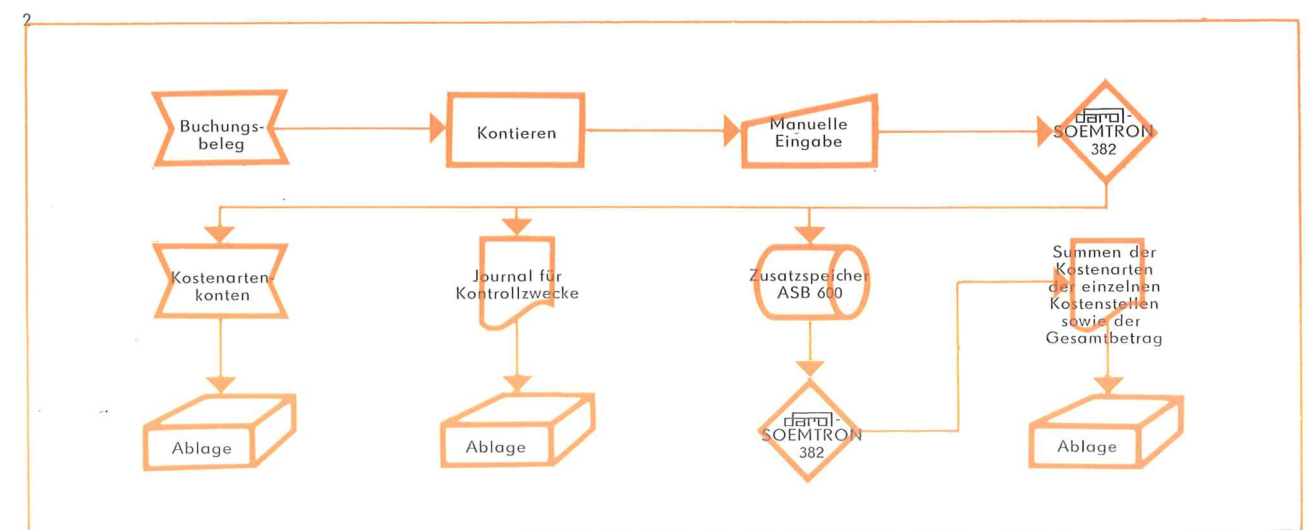 2
Buchungs-
beleg
Kontieren
Manuelle
Eingabe
daro-
SOEMTRON
382
Kostenarten-
konten
Journal für
Kontrollzwecke
Zusatzspeicher
ASB 600
Summen der
Kostenarten
der einzelnen
Kostenstellen
sowie der
Gesamtbetrag
Ablage
Ablage
daro-
SOEMTRON
382
Ablage